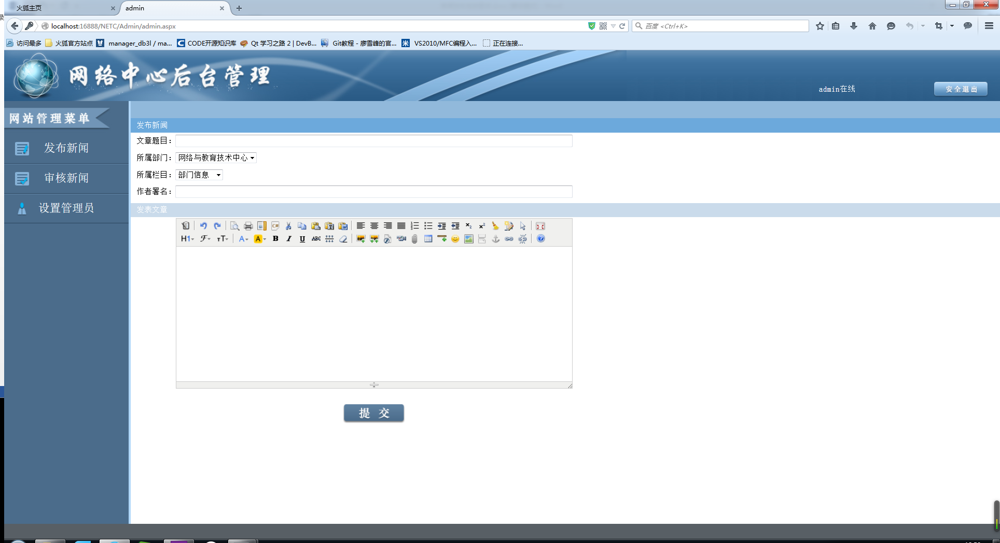 火狐主页
admin
录
localhost:16888/NETC/Admin/admin.aspx
百度 <Ctrl+K>
访问最多
火狐官方站点
manager_db3l / ma...
CODE开源知识库
Qt 学习之路 2 | DevB...
Git教程 - 廖雪峰的官...
VS2010/MFC编程入...
正在连接...
网络中心后台管理
admin在线
安全退出
网站管理菜单
发布新闻
审核新闻
设置管理员
发布新闻
文章题目：
所属部门：
网络与教育技术中心
所属栏目：
部门信息
作者署名：
发表文章
H1
F
тT
A
A
B
I
U
ABC
提 交